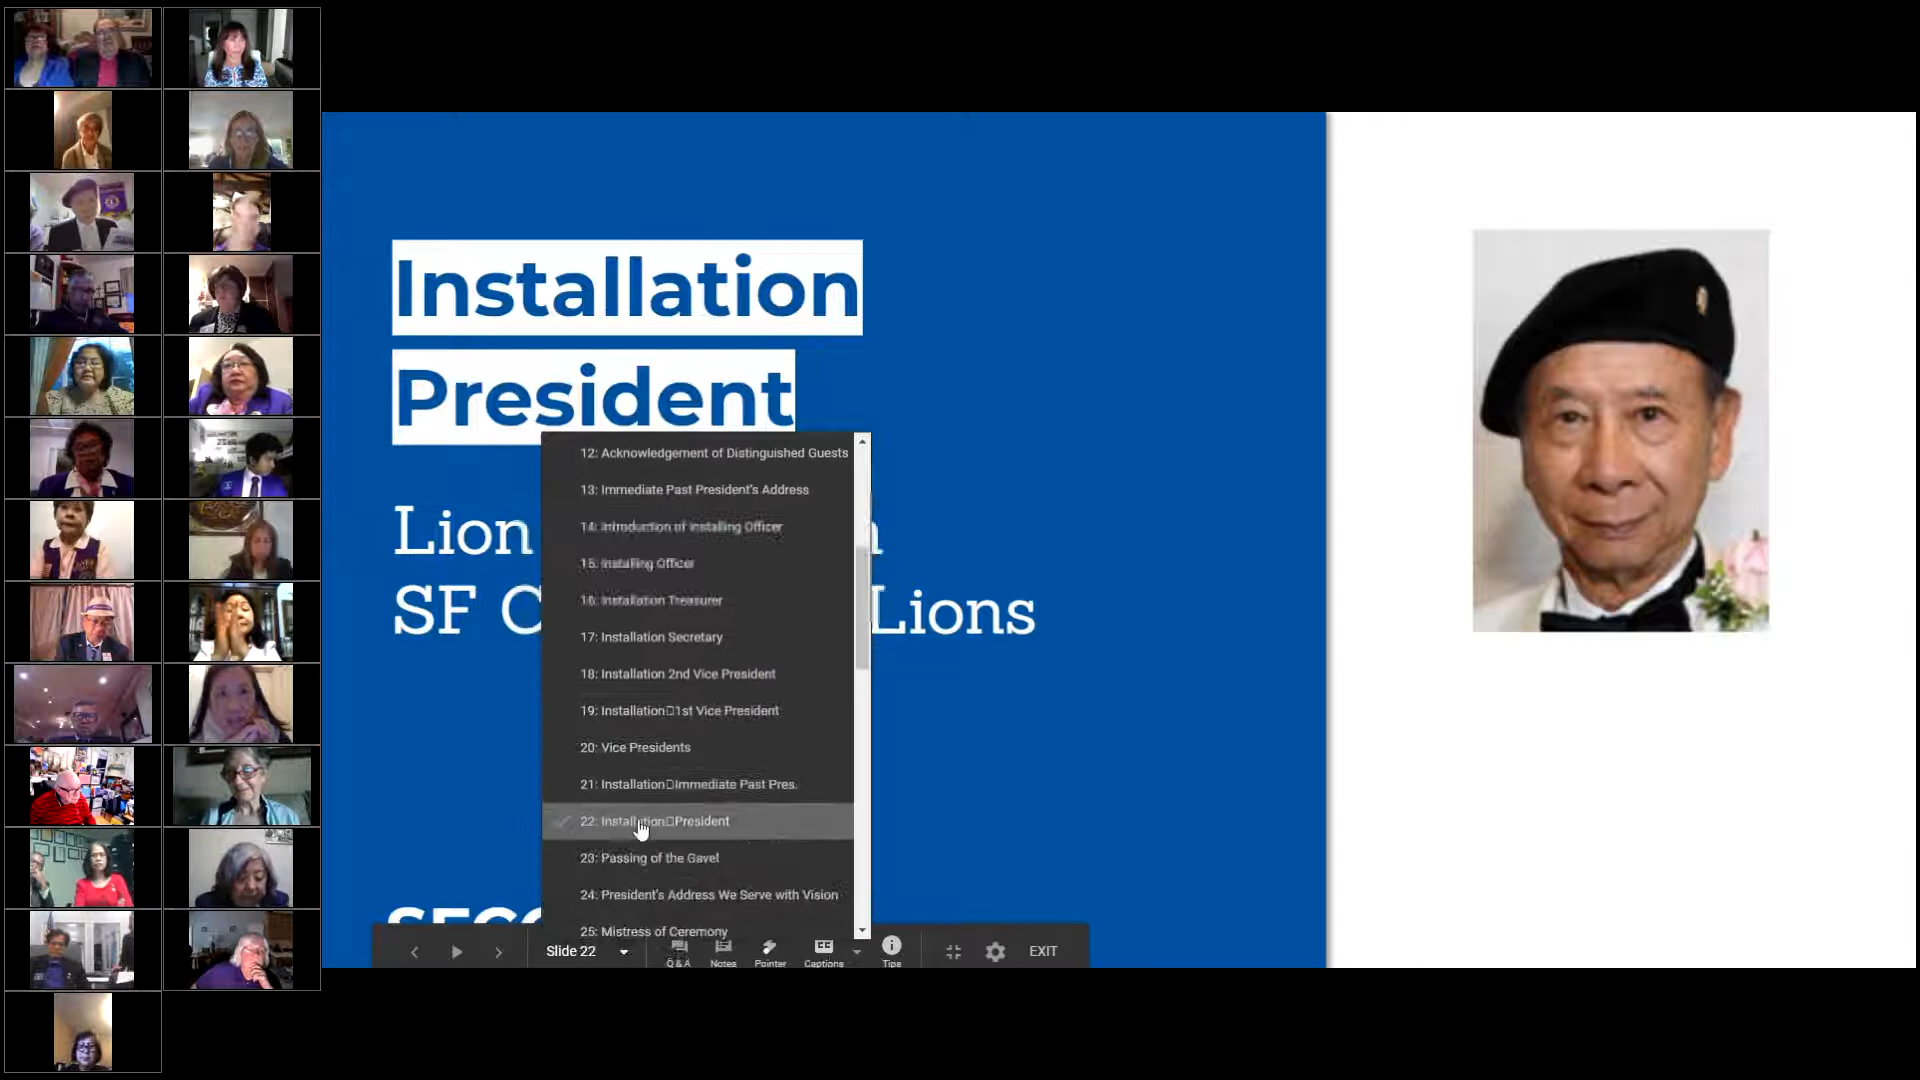 Installation
President
Lion
SF C Lions
12: Acknowledgement of Distinguished Guests
13: Immediate Past President's Address
14: Introduction of Installing Officer
15: Installing Officer
16: Installation Treasurer
17: Installation Secretary
18: Installation 2nd Vice President
19: Installation□1st Vice President
20: Vice Presidents
21: Installation□Immediate Past Pres.
22: Installation□President
23: Passing of the Gavel
24: President's Address We Serve with Vision
25: Mistress of Ceremony
Slide 22
Q & A
Notes
Pointer
Captions
Tips
EXIT